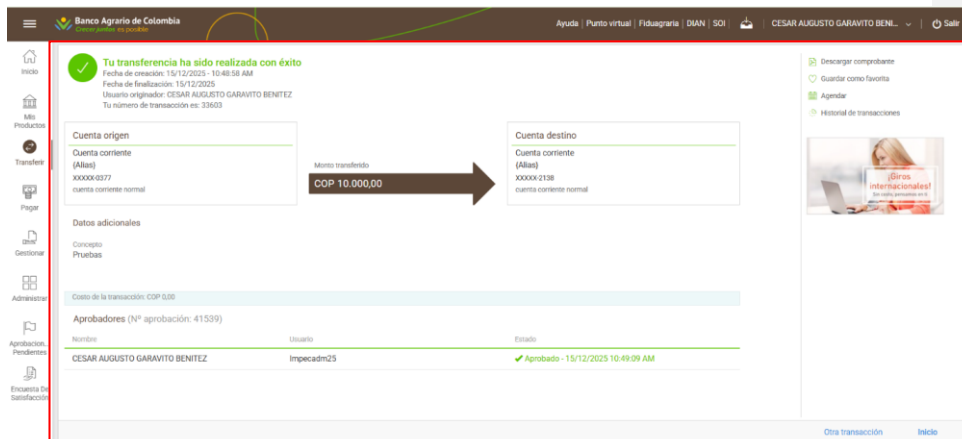 Banco Agrario de Colombia
Crecer juntos es posible
Ayuda | Punto virtual | Fiduagraria | DIAN | SOI |
CESAR AUGUSTO GARAVITO BENI...
Salir
Inicio
Mis
Productos
Transferir
Pagar
Gestionar
Administrar
Aprobacion...
Pendientes
Encuesta De
Satisfacción
Tu transferencia ha sido realizada con éxito
Fecha de creación: 15/12/2025 - 10:48:58 AM
Fecha de finalización: 15/12/2025
Usuario originador: CESAR AUGUSTO GARAVITO BENITEZ
Tu número de transacción es: 33603
Cuenta origen
Cuenta corriente
(Alias)
XXXXX-0377
cuenta corriente normal
Monto transferido
COP 10.000,00
Cuenta destino
Cuenta corriente
(Alias)
XXXXX-2138
cuenta corriente normal
Datos adicionales
Concepto
Pruebas
Costo de la transacción: COP 0,00
Aprobadores (Nº aprobación: 41539)
Nombre Usuario Estado
CESAR AUGUSTO GARAVITO BENITEZ Impecadm25 Aprobado - 15/12/2025 10:49:09 AM
Descargar comprobante
Guardar como favorita
Agendar
Historial de transacciones
¡Giros
internacionales!
Otra transacción Inicio